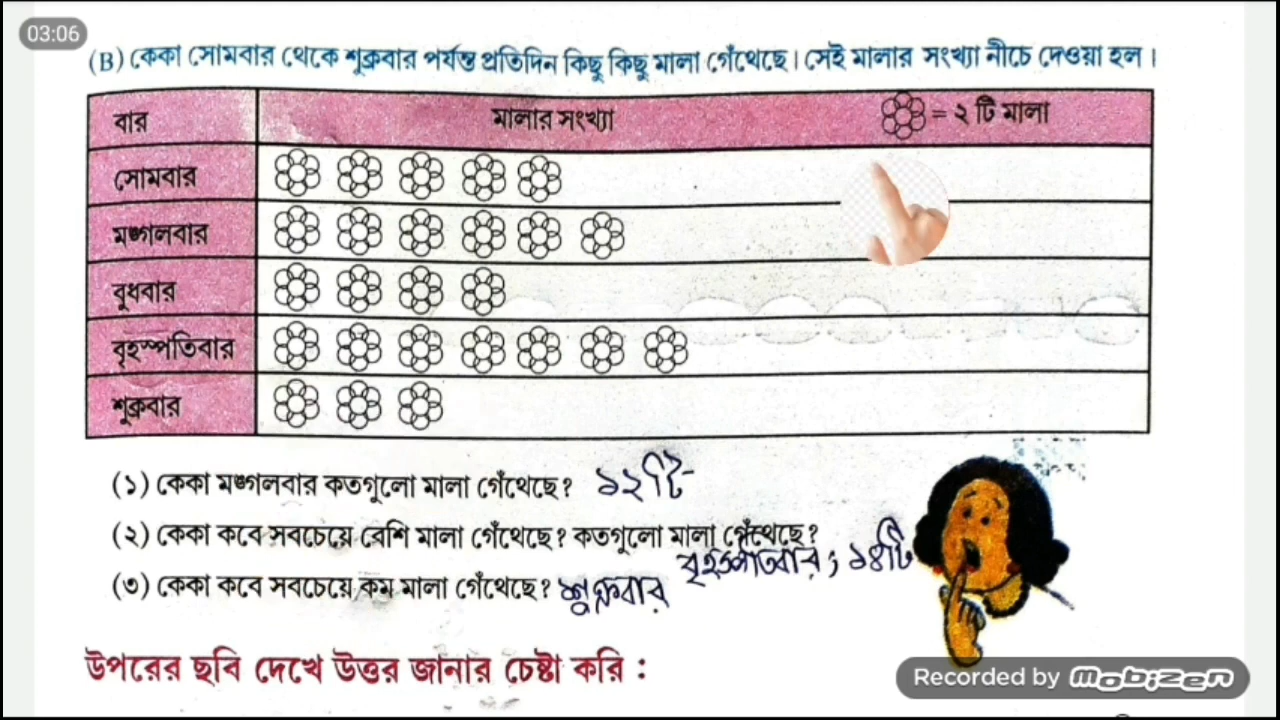 03:06
(B) কেকা সোমবার থেকে শুক্রবার পর্যন্ত প্রতিদিন কিছু কিছু মালা গেঁথেছে। সেই মালার সংখ্যা নীচে দেওয়া হল।
বার মালার সংখ্যা = ২ টি মালা
সোমবার
মঙ্গলবার
বুধবার
বৃহস্পতিবার
শুক্রবার
(১) কেকা মঙ্গলবার কতগুলো মালা গেঁথেছে? ১২টি
(২) কেকা কবে সবচেয়ে বেশি মালা গেঁথেছে? কতগুলো মালা গেঁথেছে?
বৃহস্পতিবার; ১৪টি
(৩) কেকা কবে সবচেয়ে কম মালা গেঁথেছে? শুক্রবার
উপরের ছবি দেখে উত্তর জানার চেষ্টা করি :
Recorded by mobizen